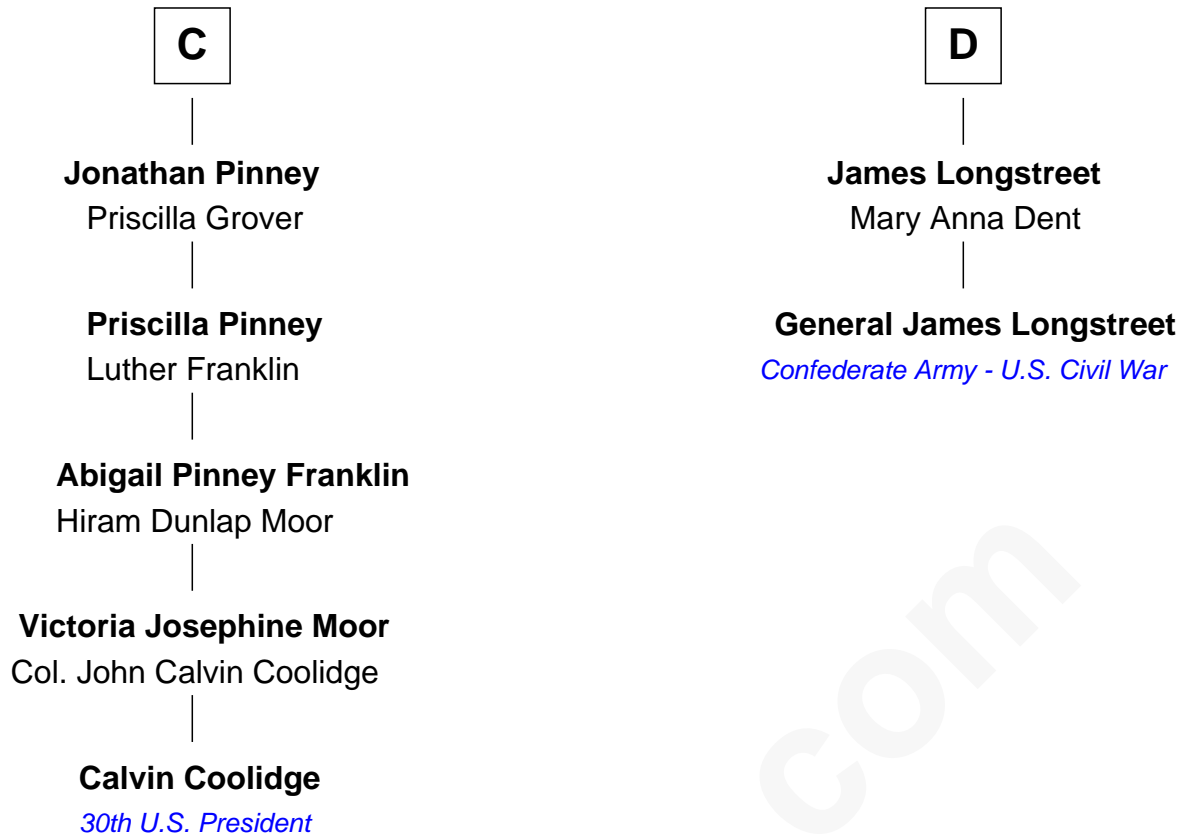 C
Jonathan Pinney
Priscilla Grover
Priscilla Pinney
Luther Franklin
Abigail Pinney Franklin
Hiram Dunlap Moor
Victoria Josephine Moor
Col. John Calvin Coolidge
Calvin Coolidge
30th U.S. President
D
James Longstreet
Mary Anna Dent
General James Longstreet
Confederate Army - U.S. Civil War
com